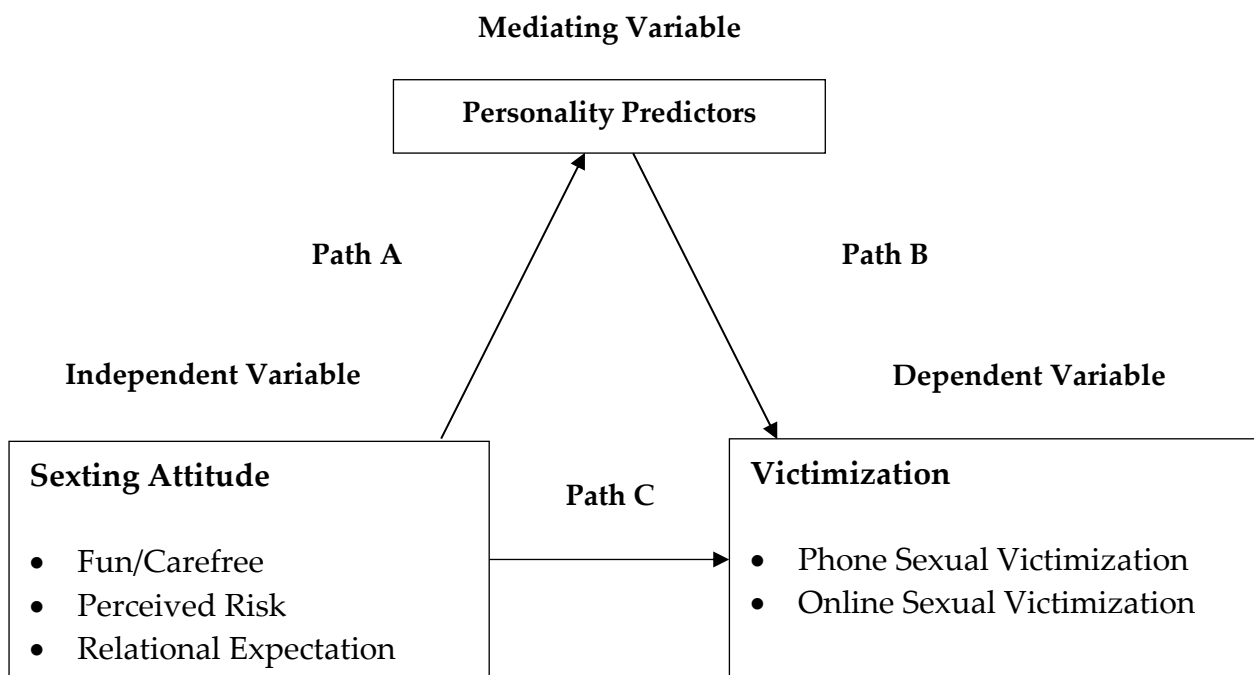 Mediating Variable
Personality Predictors
Path A
Path B
Independent Variable
Dependent Variable
Sexting Attitude
• Fun/Carefree
• Perceived Risk
• Relational Expectation
Path C
Victimization
• Phone Sexual Victimization
• Online Sexual Victimization